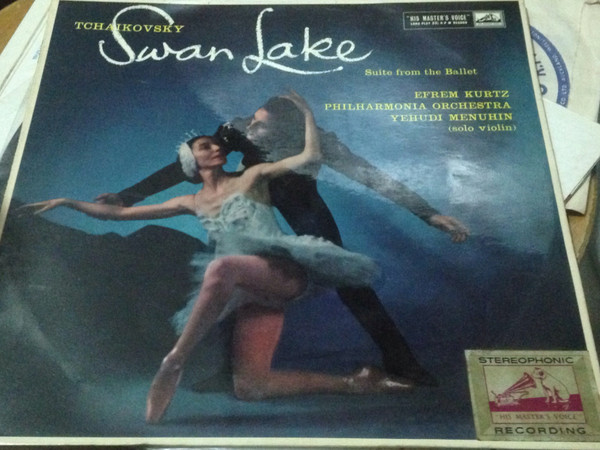 TCHAIKOVSKY
Swan Lake
"HIS MASTER'S VOICE"
Suite from the Ballet
EFREM KURTZ
PHILHARMONIA ORCHESTRA
YEHUDI MENUHIN
(solo violin)
STEREOPHONIC
HIS MASTER'S VOICE
RECORDING